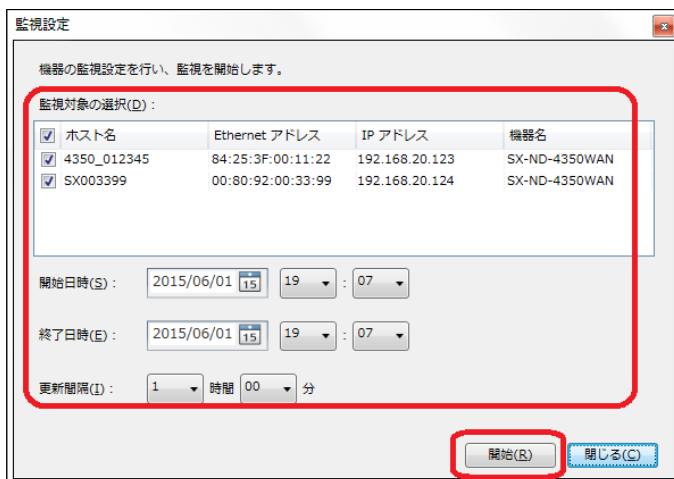 監視設定
機器の監視設定を行い、監視を開始します。
監視対象の選択(D):
ホスト名 Ethernet アドレス IP アドレス 機器名
4350_012345 84:25:3F:00:11:22 192.168.20.123 SX-ND-4350WAN
SX003399 00:80:92:00:33:99 192.168.20.124 SX-ND-4350WAN
開始日時(S): 2015/06/01 15 19 : 07
終了日時(E): 2015/06/01 15 19 : 07
更新間隔(I): 1 時間 00 分
開始(R) 閉じる(C)